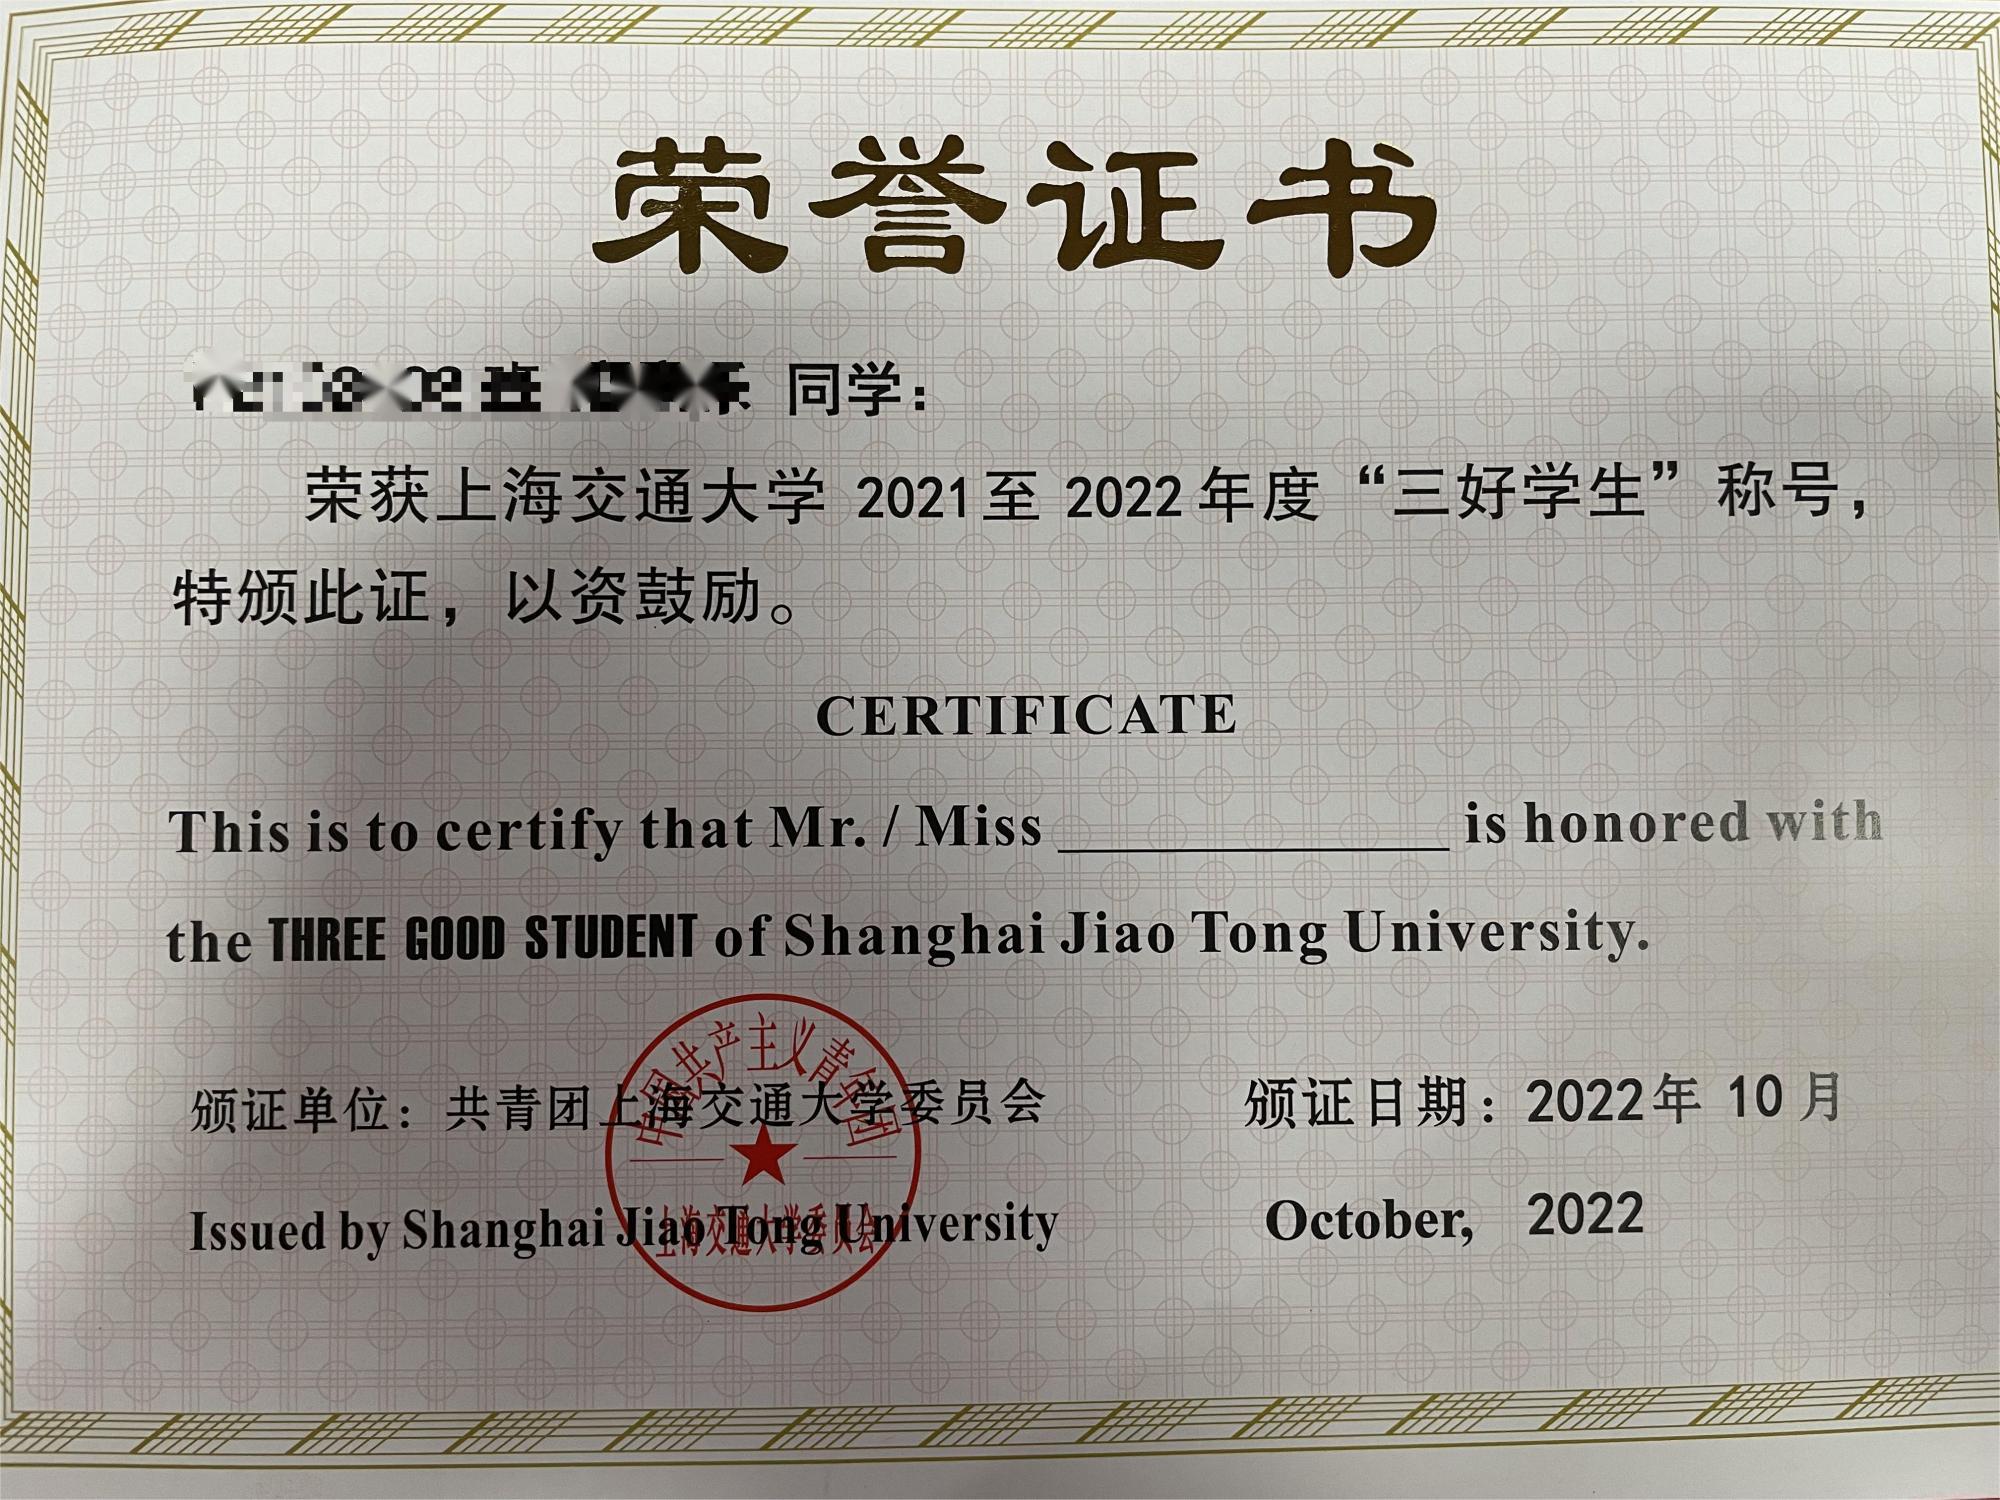 荣誉证书
班 同学：
荣获上海交通大学 2021至 2022年度“三好学生”称号，
特颁此证，以资鼓励。
CERTIFICATE
This is to certify that Mr. / Miss ____________ is honored with
the THREE GOOD STUDENT of Shanghai Jiao Tong University.
中国共产主义青年团
颁证单位：共青团上海交通大学委员会 颁证日期：2022年 10月
Issued by Shanghai Jiao Tong University October, 2022
上海交通大学委员会